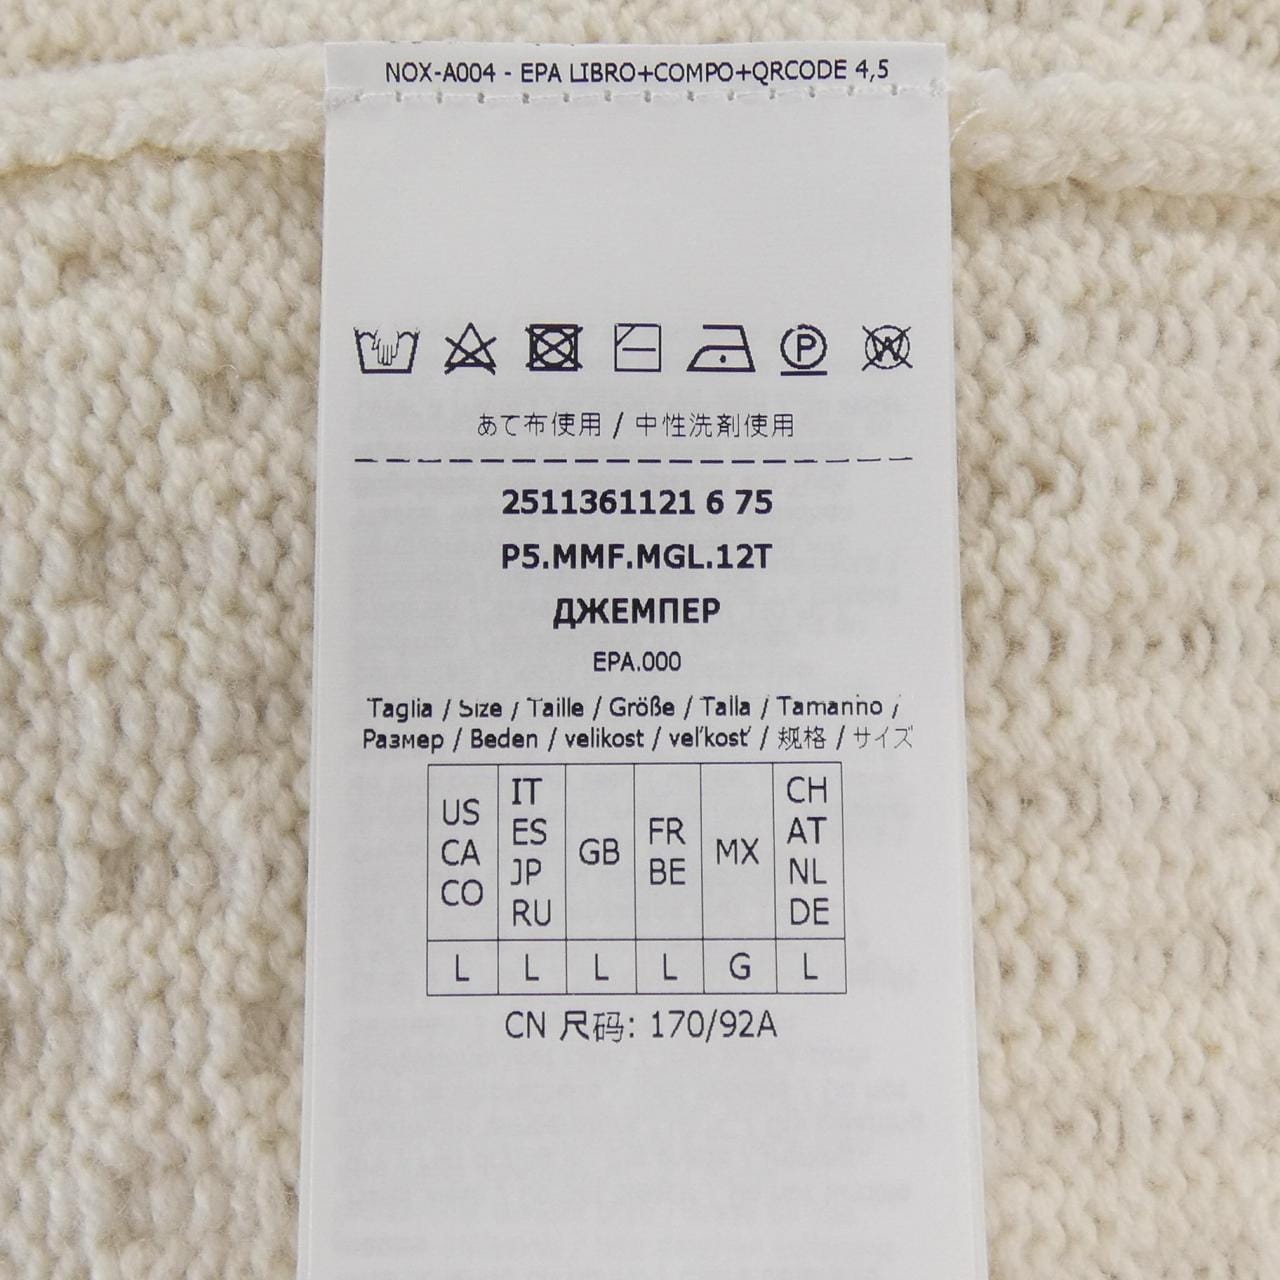 NOX-A004 - EPA LIBRO+COMPO+QRCODE 4,5
P
W
あて布使用 / 中性洗剤使用
2511361121 6 75
P5.MMF.MGL.12T
ДЖЕМПЕР
EPA.000
Taglia / Size / Taille / Größe / Talla / Tamanho /
Размер / Beden / velikost / veľkosť / 规格 / サイズ
US CA CO
IT ES JP RU
GB
FR BE
MX
CH AT NL DE
L L L L G L
CN 尺码: 170/92A